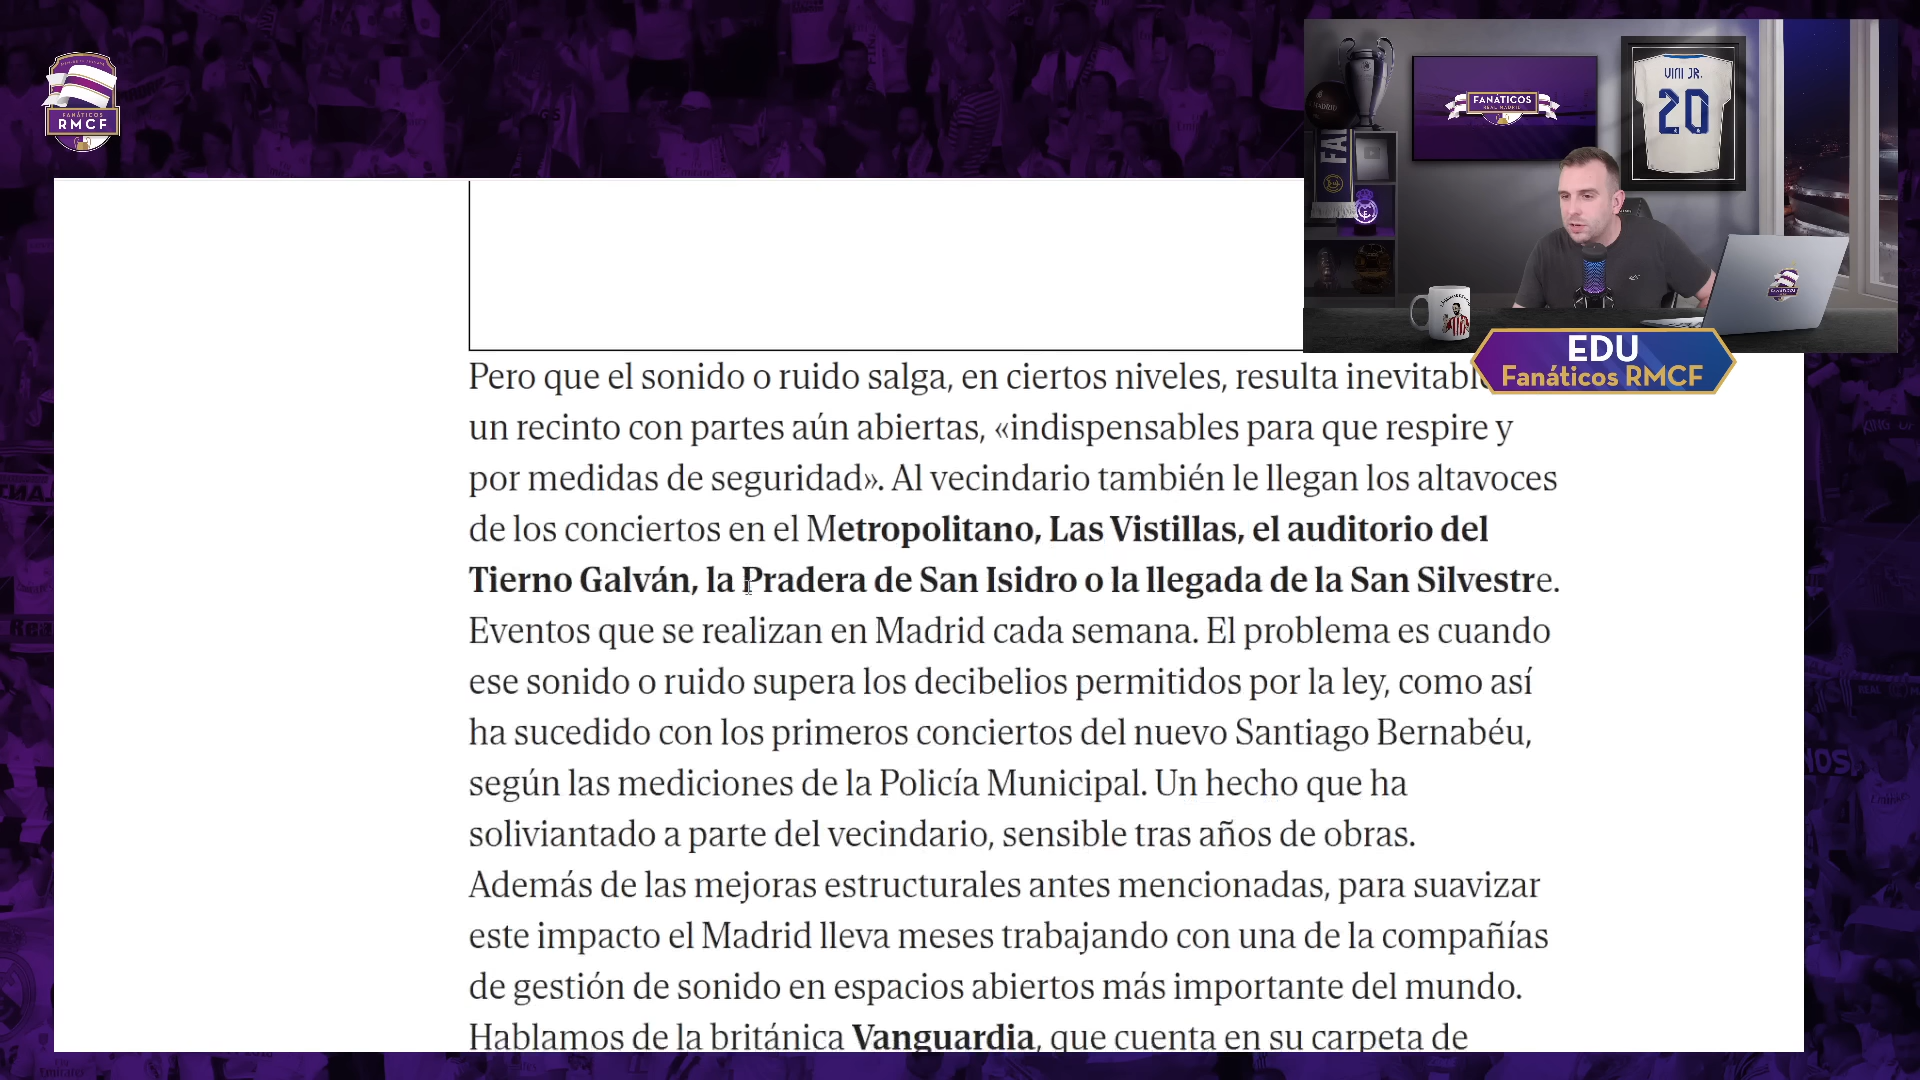 FANÁTICOS
RMCF
FANÁTICOS
REAL MADRID
VINI JR.
20
FA
EDU
Fanáticos RMCF
Pero que el sonido o ruido salga, en ciertos niveles, resulta inevitabl
un recinto con partes aún abiertas, «indispensables para que respire y
por medidas de seguridad». Al vecindario también le llegan los altavoces
de los conciertos en el Metropolitano, Las Vistillas, el auditorio del
Tierno Galván, la Pradera de San Isidro o la llegada de la San Silvestre.
Eventos que se realizan en Madrid cada semana. El problema es cuando
ese sonido o ruido supera los decibelios permitidos por la ley, como así
ha sucedido con los primeros conciertos del nuevo Santiago Bernabéu,
según las mediciones de la Policía Municipal. Un hecho que ha
soliviantado a parte del vecindario, sensible tras años de obras.
Además de las mejoras estructurales antes mencionadas, para suavizar
este impacto el Madrid lleva meses trabajando con una de la compañías
de gestión de sonido en espacios abiertos más importante del mundo.
Hablamos de la británica Vanguardia, que cuenta en su carpeta de